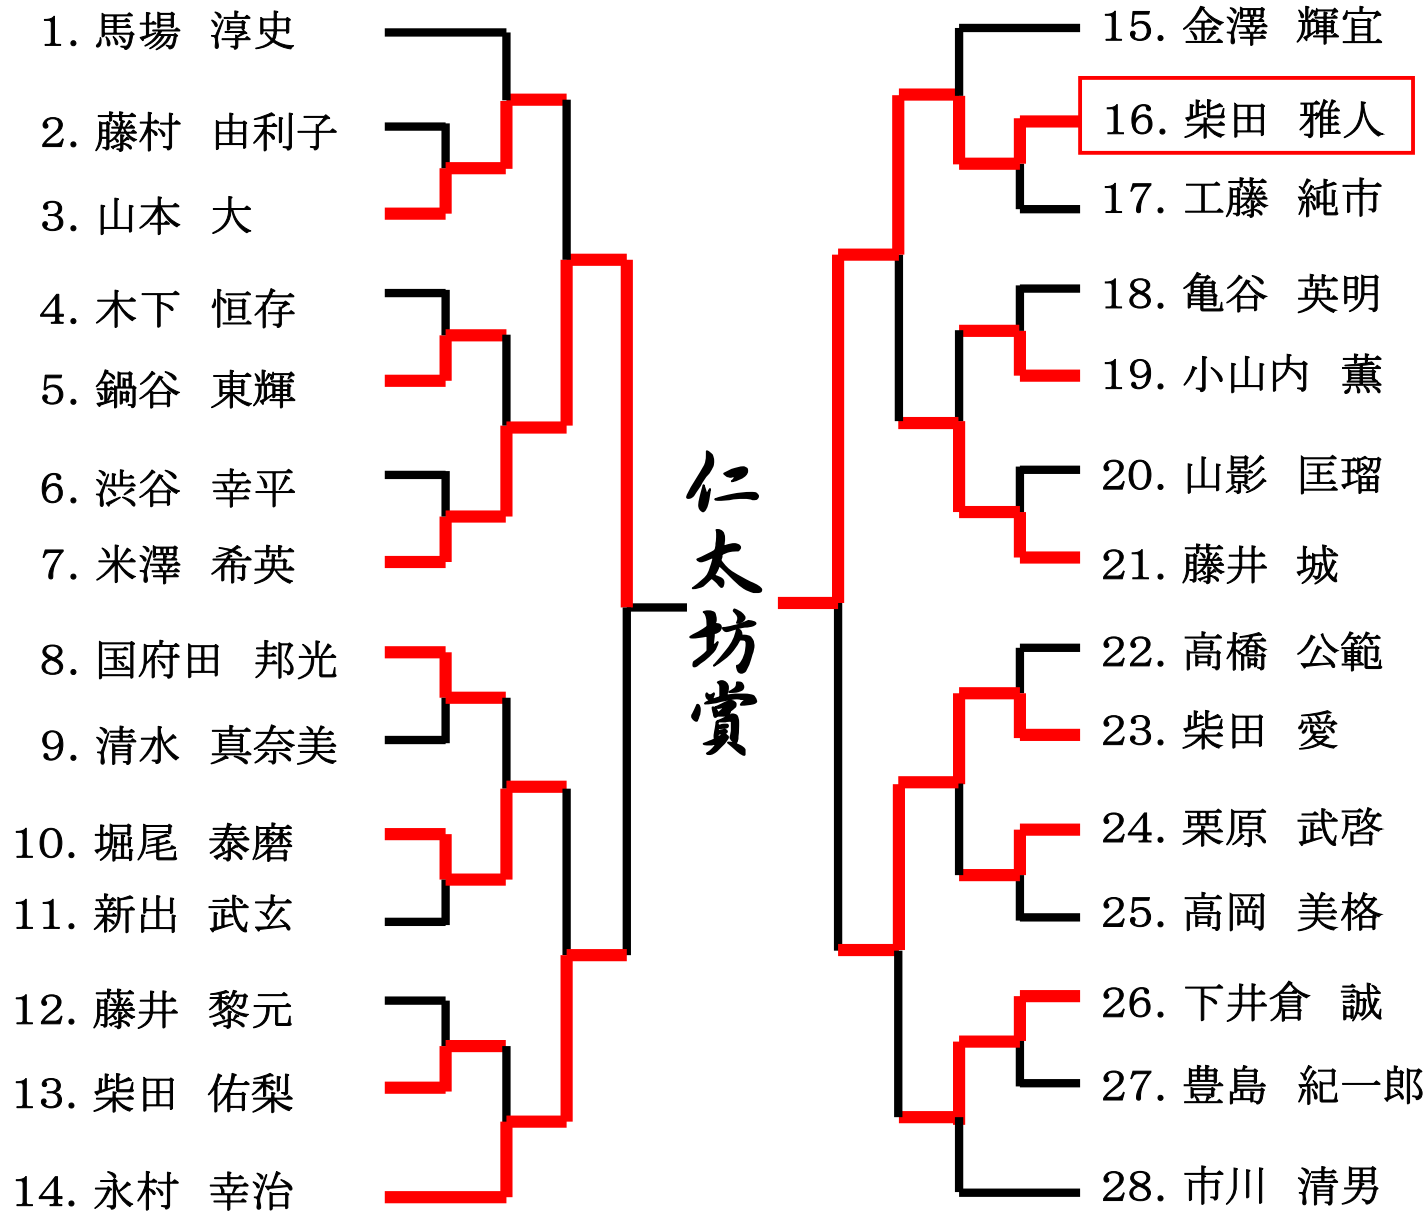 1. 馬場 淳史
2. 藤村 由利子
3. 山本 大
4. 木下 恒存
5. 鍋谷 東輝
6. 渋谷 幸平
7. 米澤 希英
8. 国府田 邦光
9. 清水 真奈美
10. 堀尾 泰磨
11. 新出 武玄
12. 藤井 黎元
13. 柴田 佑梨
14. 永村 幸治
仁太坊賞
15. 金澤 輝宜
16. 柴田 雅人
17. 工藤 純市
18. 亀谷 英明
19. 小山内 薫
20. 山影 匡瑠
21. 藤井 城
22. 高橋 公範
23. 柴田 愛
24. 栗原 武啓
25. 高岡 美格
26. 下井倉 誠
27. 豊島 紀一郎
28. 市川 清男